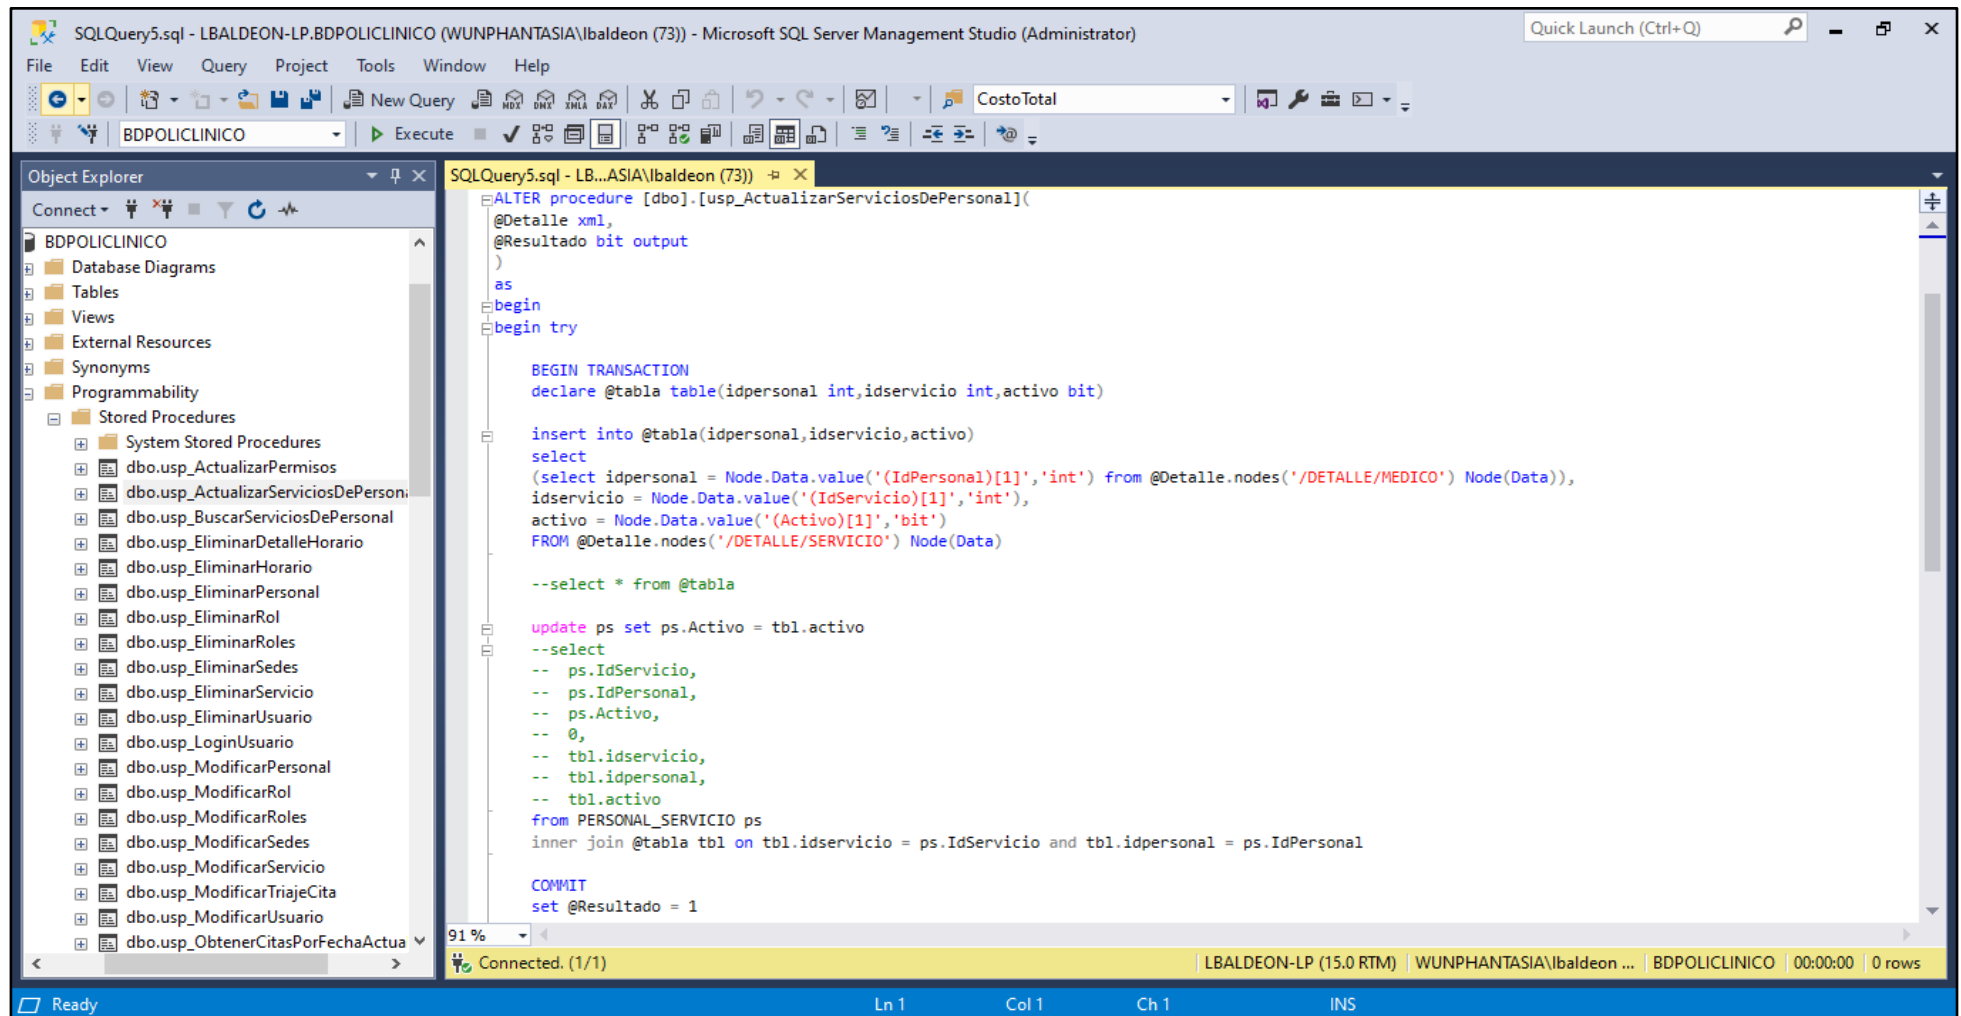 SQLQuery5.sql - LBALDEON-LP.BDPOLICLINICO (WUNPHANTASIA\lbaldeon (73)) - Microsoft SQL Server Management Studio (Administrator)
Quick Launch (Ctrl+Q)
File Edit View Query Project Tools Window Help
New Query MDX DMX XMLA DAX CostoTotal
BDPOLICLINICO Execute
Object Explorer
Connect
BDPOLICLINICO
Database Diagrams
Tables
Views
External Resources
Synonyms
Programmability
Stored Procedures
System Stored Procedures
dbo.usp_ActualizarPermisos
dbo.usp_ActualizarServiciosDePersona
dbo.usp_BuscarServiciosDePersonal
dbo.usp_EliminarDetalleHorario
dbo.usp_EliminarHorario
dbo.usp_EliminarPersonal
dbo.usp_EliminarRol
dbo.usp_EliminarRoles
dbo.usp_EliminarSedes
dbo.usp_EliminarServicio
dbo.usp_EliminarUsuario
dbo.usp_LoginUsuario
dbo.usp_ModificarPersonal
dbo.usp_ModificarRol
dbo.usp_ModificarRoles
dbo.usp_ModificarSedes
dbo.usp_ModificarServicio
dbo.usp_ModificarTriajeCita
dbo.usp_ModificarUsuario
dbo.usp_ObtenerCitasPorFechaActua
SQLQuery5.sql - LB...ASIA\lbaldeon (73))
ALTER procedure [dbo].[usp_ActualizarServiciosDePersonal](
@Detalle xml,
@Resultado bit output
)
as
begin
begin try
BEGIN TRANSACTION
declare @tabla table(idpersonal int,idservicio int,activo bit)
insert into @tabla(idpersonal,idservicio,activo)
select
(select idpersonal = Node.Data.value('(IdPersonal)[1]','int') from @Detalle.nodes('/DETALLE/MEDICO') Node(Data)),
idservicio = Node.Data.value('(IdServicio)[1]','int'),
activo = Node.Data.value('(Activo)[1]','bit')
FROM @Detalle.nodes('/DETALLE/SERVICIO') Node(Data)
--select * from @tabla
update ps set ps.Activo = tbl.activo
--select
-- ps.IdServicio,
-- ps.IdPersonal,
-- ps.Activo,
-- 0,
-- tbl.idservicio,
-- tbl.idpersonal,
-- tbl.activo
from PERSONAL_SERVICIO ps
inner join @tabla tbl on tbl.idservicio = ps.IdServicio and tbl.idpersonal = ps.IdPersonal
COMMIT
set @Resultado = 1
91 %
Connected. (1/1) LBALDEON-LP (15.0 RTM) WUNPHANTASIA\lbaldeon ... BDPOLICLINICO 00:00:00 0 rows
Ready Ln 1 Col 1 Ch 1 INS